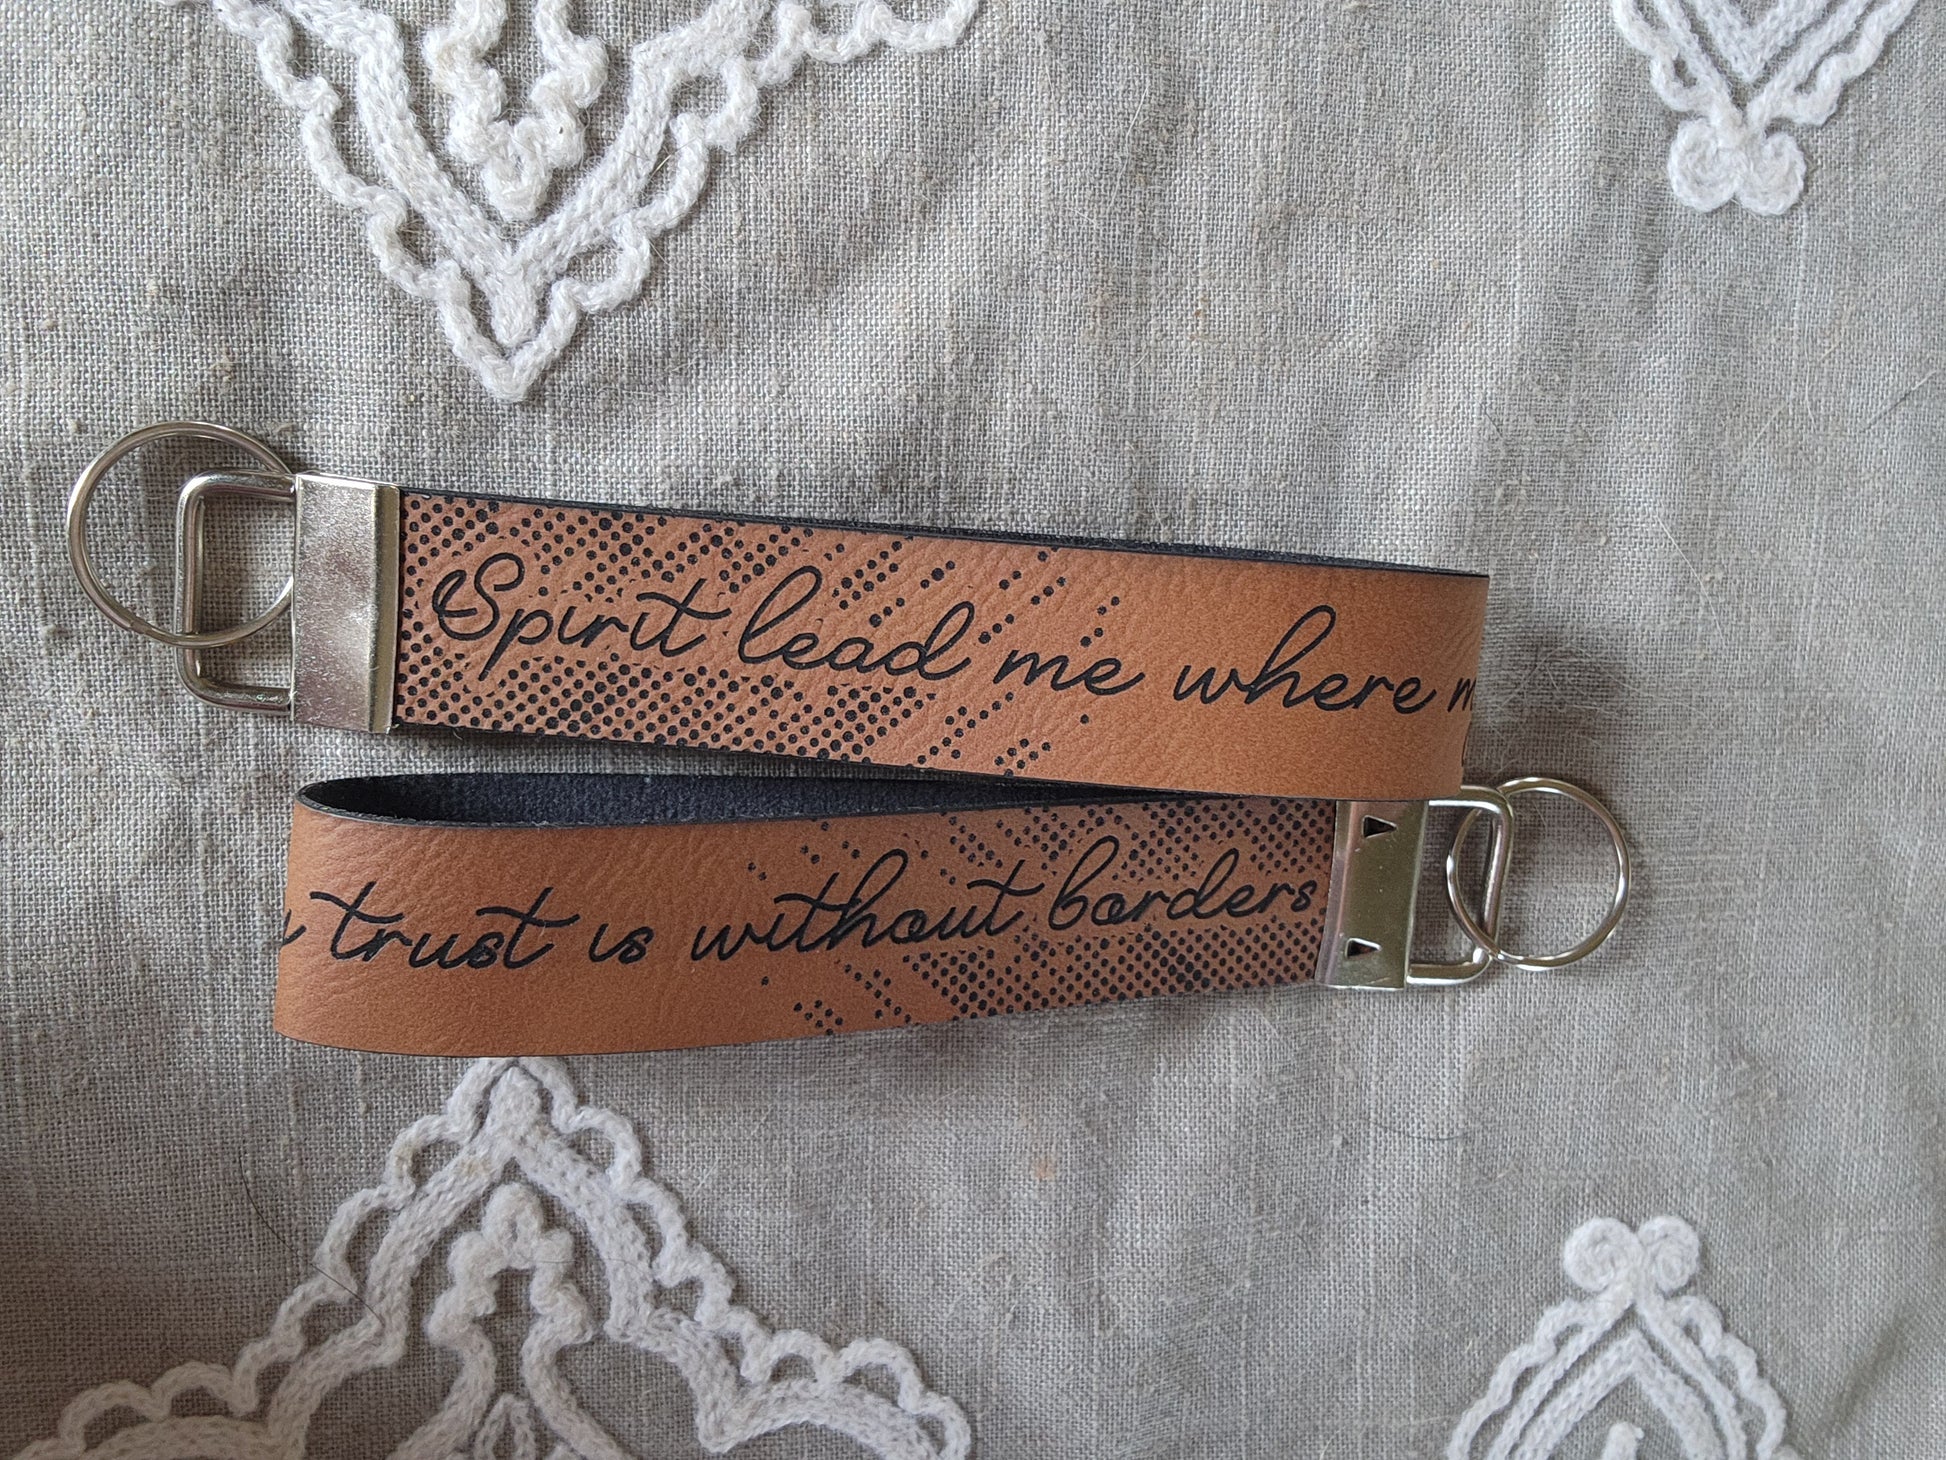 Spirit lead me where
trust is without borders